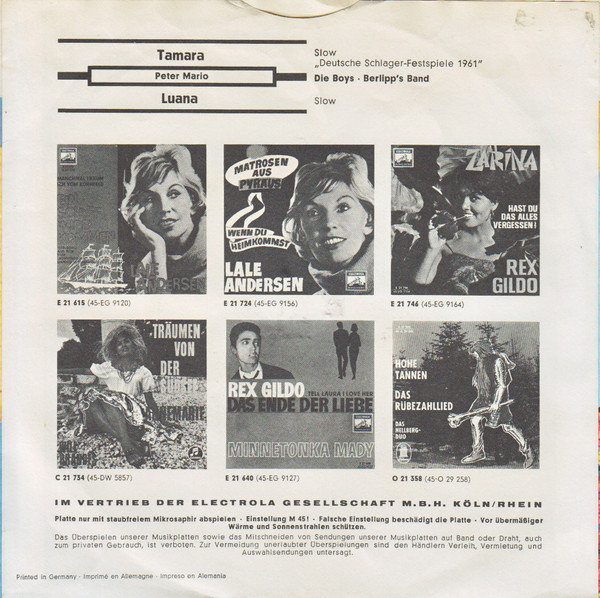 Tamara
Slow
„Deutsche Schlager-Festspiele 1961"
Peter Mario
Die Boys · Berlipp's Band
Luana
Slow
LALE
ANDERSEN
E 21 615 (45-EG 9120)
MATROSEN
AUS
PYRÄUS
WENN DU
HEIMKOMMST
LALE
ANDERSEN
E 21 724 (45-EG 9156)
ZARINA
HAST DU
DAS ALLES
VERGESSEN!
REX
GILDO
E 21 746 (45-EG 9164)
TRÄUMEN
VON
DER
C 21 734 (45-DW 5857)
REX GILDO
TELL LAURA I LOVE HER
DAS ENDE DER LIEBE
MINNETONKA MADY
E 21 640 (45-EG 9127)
HOHE
TANNEN
DAS
RÜBEZAHLLIED
DAS
HELLBERG-
DUO
O 21 358 (45-O 29 258)
IM VERTRIEB DER ELECTROLA GESELLSCHAFT M.B.H. KÖLN/RHEIN
Platte nur mit staubfreiem Mikrosaphir abspielen · Einstellung M 45! · Falsche Einstellung beschädigt die Platte · Vor übermäßiger
Wärme und Sonnenstrahlen schützen.
Das Überspielen unserer Musikplatten sowie das Mitschneiden von Sendungen unserer Musikplatten auf Band oder Draht, auch
zum privaten Gebrauch, ist verboten. Zur Vermeidung unerlaubter Überspielungen sind den Händlern Verleih, Vermietung und
Auswahlsendungen untersagt.
Printed in Germany · Imprimé en Allemagne · Impreso en Alemania